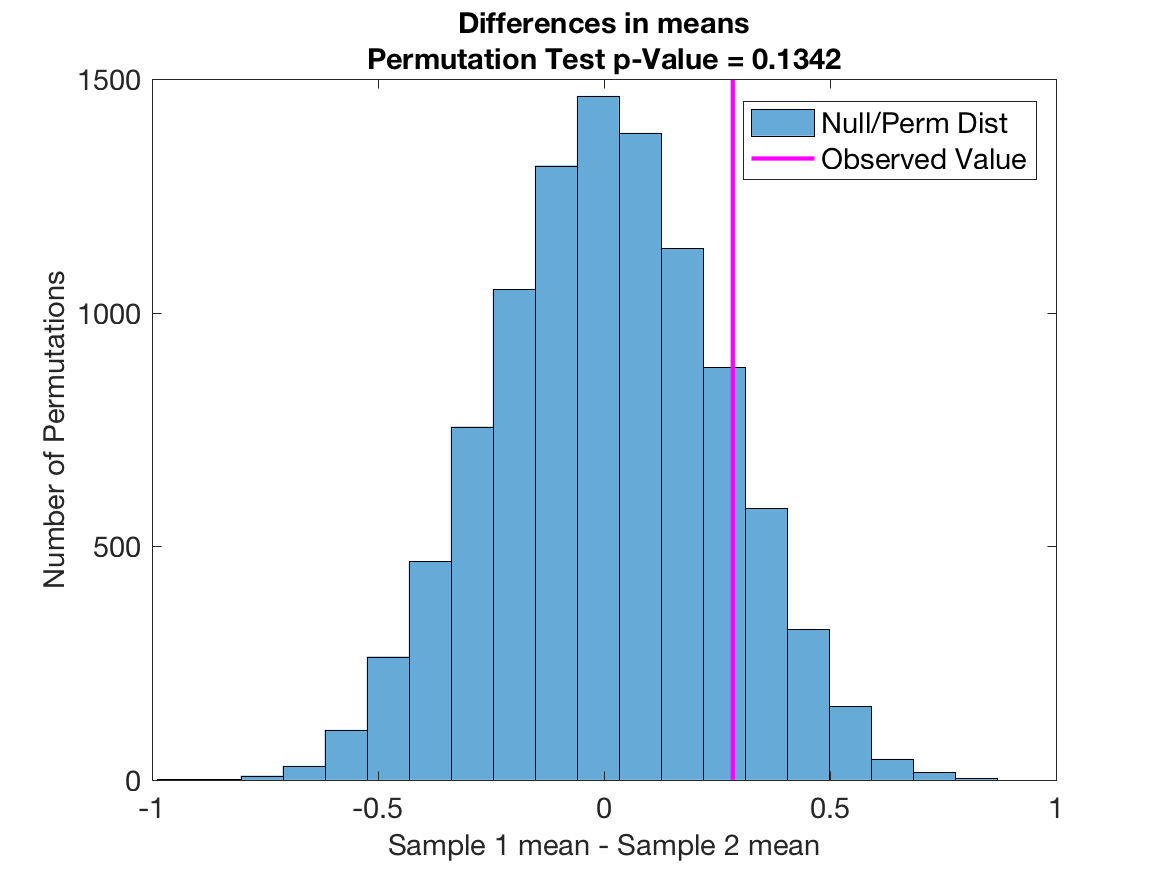 Differences in means
Permutation Test p-Value = 0.1342
1500
1000
500
0
Number of Permutations
Null/Perm Dist
Observed Value
-1
-0.5
0
0.5
1
Sample 1 mean - Sample 2 mean